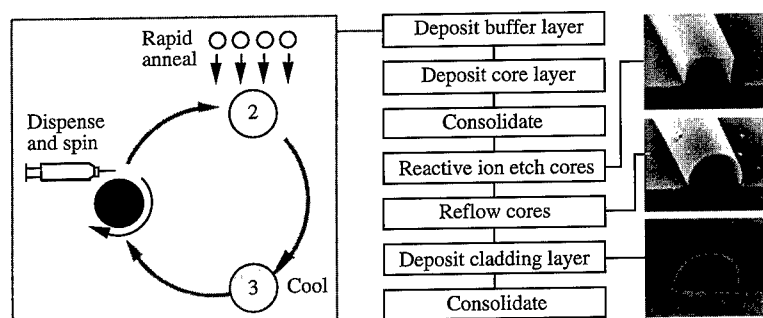 Rapid
anneal
2
Dispense
and spin
3
Cool
Deposit buffer layer
Deposit core layer
Consolidate
Reactive ion etch cores
Reflow cores
Deposit cladding layer
Consolidate